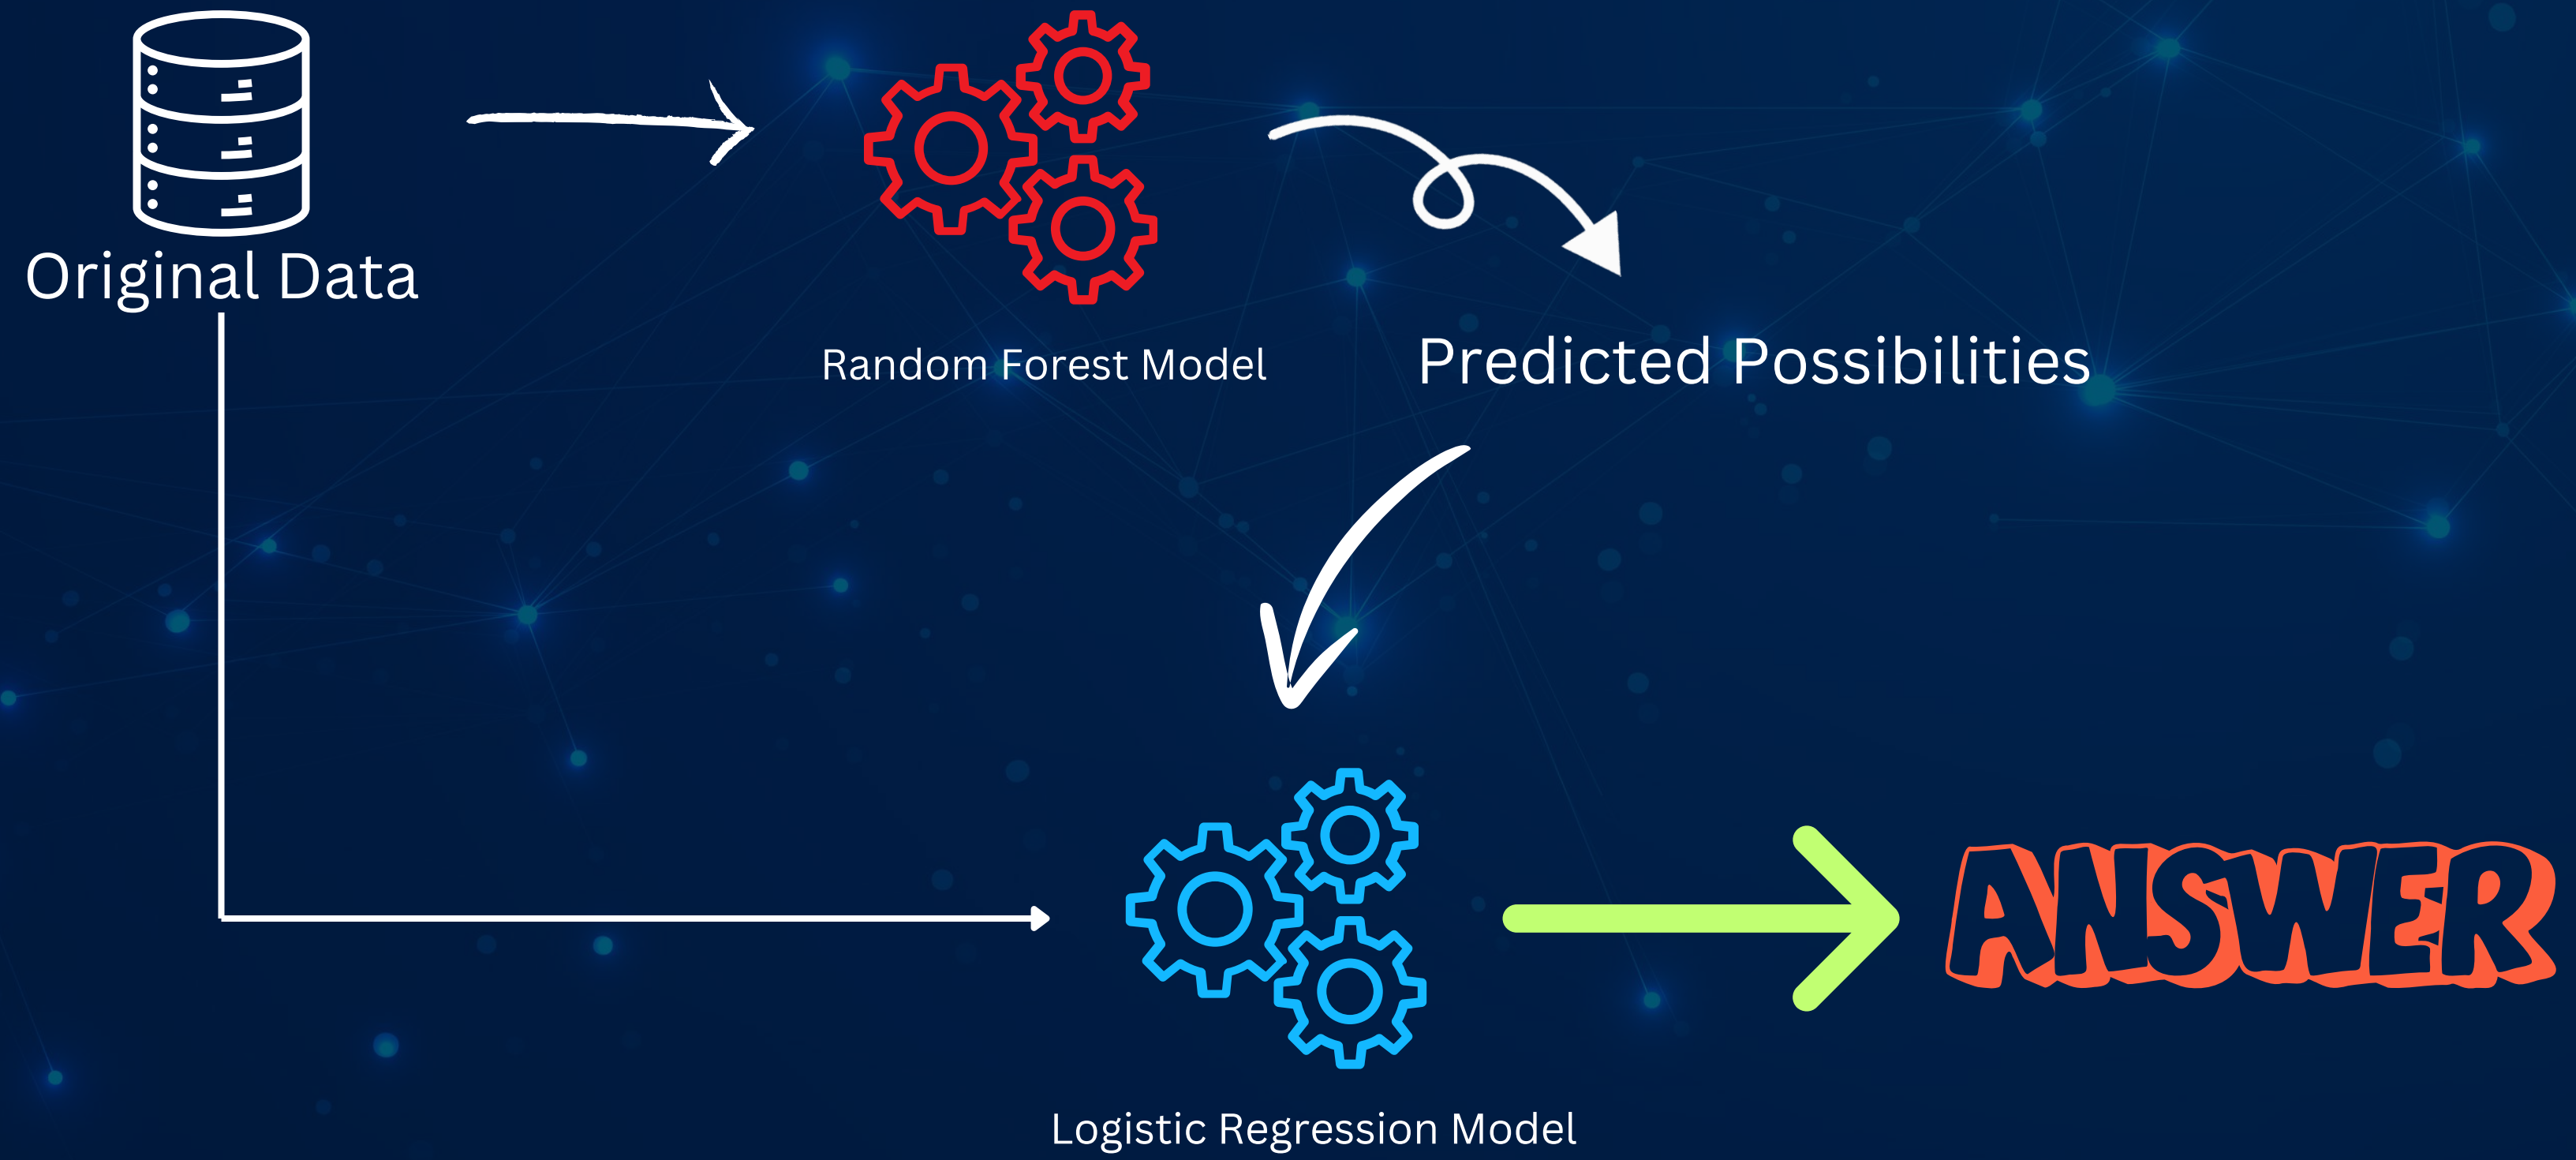 Original Data
Random Forest Model
Predicted Possibilities
Logistic Regression Model
ANSWER